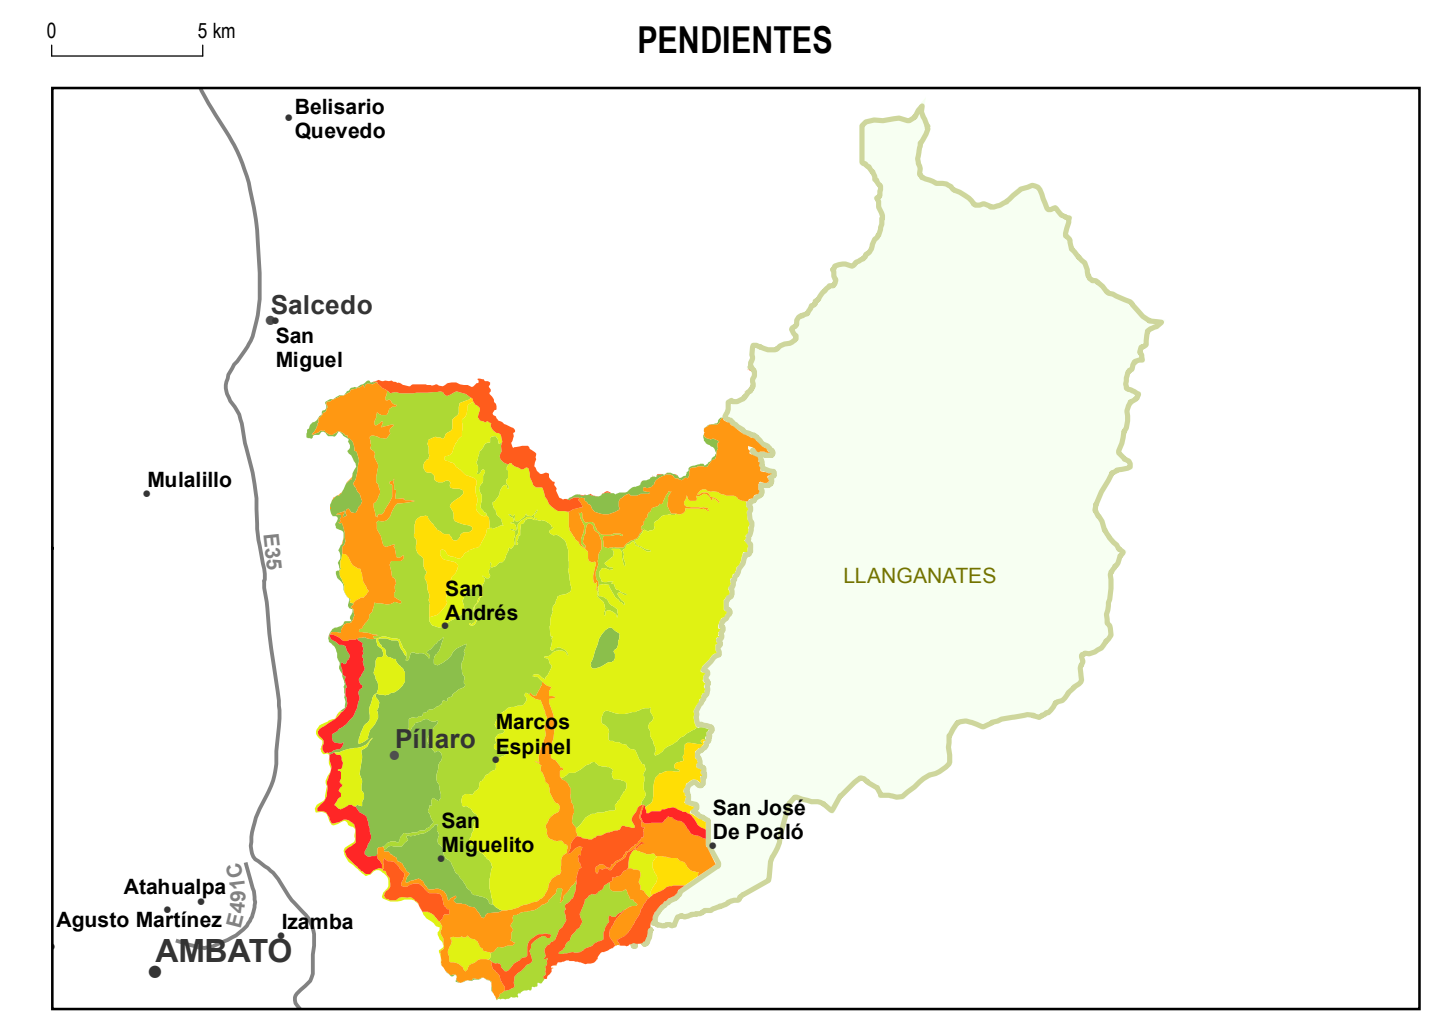 0 5 km
PENDIENTES
Belisario
Quevedo
Salcedo
San
Miguel
Mulalillo
E35
LLANGANATES
San
Andrés
Marcos
Espinel
Píllaro
San José
De Poaló
San
Miguelito
Atahualpa
E491C
Agusto Martínez
Izamba
AMBATO